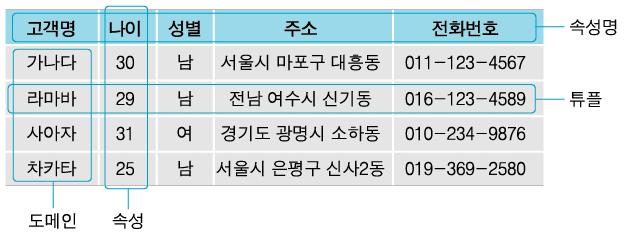 고객명 나이 성별 주소 전화번호 속성명
가나다 30 남 서울시 마포구 대흥동 011-123-4567
라마바 29 남 전남 여수시 신기동 016-123-4589 튜플
사아자 31 여 경기도 광명시 소하동 010-234-9876
차카타 25 남 서울시 은평구 신사2동 019-369-2580
도메인 속성